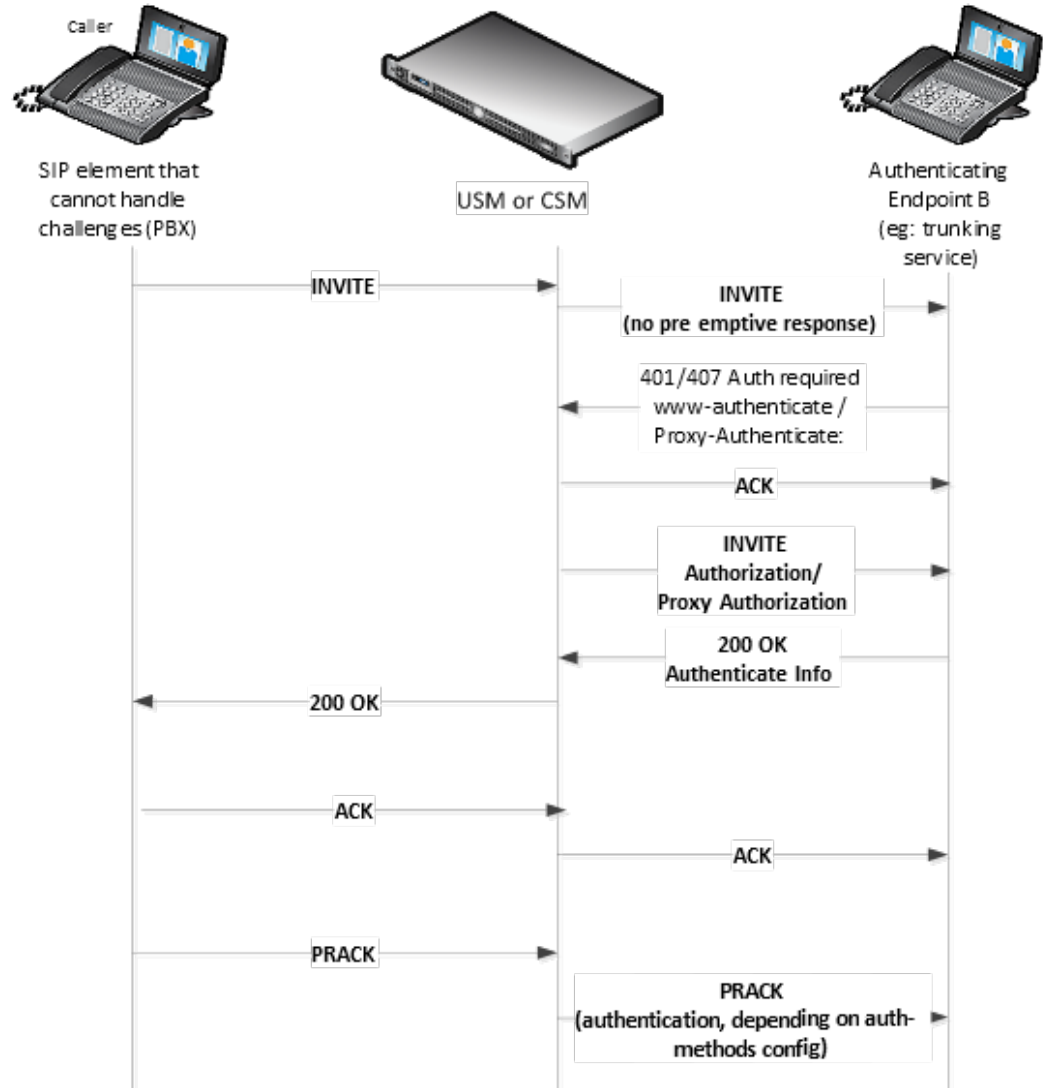 Caller
SIP element that
cannot handle
challenges (PBX)
USM or CSM
Authenticating
Endpoint B
(eg: trunking
service)
INVITE
INVITE
(no pre emptive response)
401/407 Auth required
www-authenticate /
Proxy-Authenticate:
ACK
INVITE
Authorization/
Proxy Authorization
200 OK
Authenticate Info
200 OK
ACK
ACK
PRACK
PRACK
(authentication, depending on auth-
methods config)